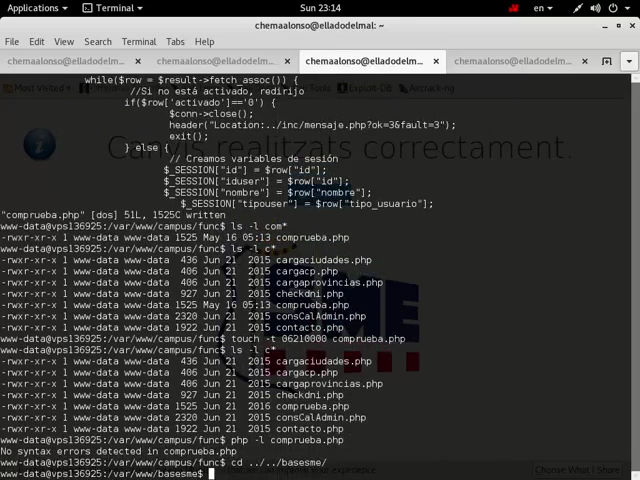 Applications Terminal Sun 23:14 en
chemaalonso@elladodelmal: ~
File Edit View Search Terminal Tabs Help
chemaalonso@elladodelmal... × chemaalonso@elladodelm... × chemaalonso@elladodelm... × chemaalonso@elladodelmal... ×
while($row = $result->fetch_assoc()) {
//Si no está activado, redirijo
if($row['activado']=='0') {
$conn->close();
header("Location:../inc/mensaje.php?ok=3&fault=3");
exit();
} else {
// Creamos variables de sesión
$_SESSION["id"] = $row["id"];
$_SESSION["iduser"] = $row["id"];
$_SESSION["nombre"] = $row["nombre"];
$_SESSION["tipouser"] = $row["tipo_usuario"];
"comprueba.php" [dos] 51L, 1525C written
www-data@vps136925:/var/www/campus/func$ ls -l com*
-rwxr-xr-x 1 www-data www-data 1525 May 16 05:13 comprueba.php
www-data@vps136925:/var/www/campus/func$ ls -l c*
-rwxr-xr-x 1 www-data www-data 436 Jun 21 2015 cargaciudades.php
-rwxr-xr-x 1 www-data www-data 406 Jun 21 2015 cargacp.php
-rwxr-xr-x 1 www-data www-data 406 Jun 21 2015 cargaprovincias.php
-rwxr-xr-x 1 www-data www-data 927 Jun 21 2015 checkdni.php
-rwxr-xr-x 1 www-data www-data 1525 May 16 05:13 comprueba.php
-rwxr-xr-x 1 www-data www-data 2320 Jun 21 2015 consCalAdmin.php
-rwxr-xr-x 1 www-data www-data 1922 Jun 21 2015 contacto.php
www-data@vps136925:/var/www/campus/func$ touch -t 06210000 comprueba.php
www-data@vps136925:/var/www/campus/func$ ls -l c*
-rwxr-xr-x 1 www-data www-data 436 Jun 21 2015 cargaciudades.php
-rwxr-xr-x 1 www-data www-data 406 Jun 21 2015 cargacp.php
-rwxr-xr-x 1 www-data www-data 406 Jun 21 2015 cargaprovincias.php
-rwxr-xr-x 1 www-data www-data 927 Jun 21 2015 checkdni.php
-rwxr-xr-x 1 www-data www-data 1525 Jun 21 2016 comprueba.php
-rwxr-xr-x 1 www-data www-data 2320 Jun 21 2015 consCalAdmin.php
-rwxr-xr-x 1 www-data www-data 1922 Jun 21 2015 contacto.php
www-data@vps136925:/var/www/campus/func$ php -l comprueba.php
No syntax errors detected in comprueba.php
www-data@vps136925:/var/www/campus/func$ cd ../../basesme/
www-data@vps136925:/var/www/basesme$
Most Visited
Tools Exploit-DB Aircrack-ng
Canvis realitzats correctament.
Choose What I Share